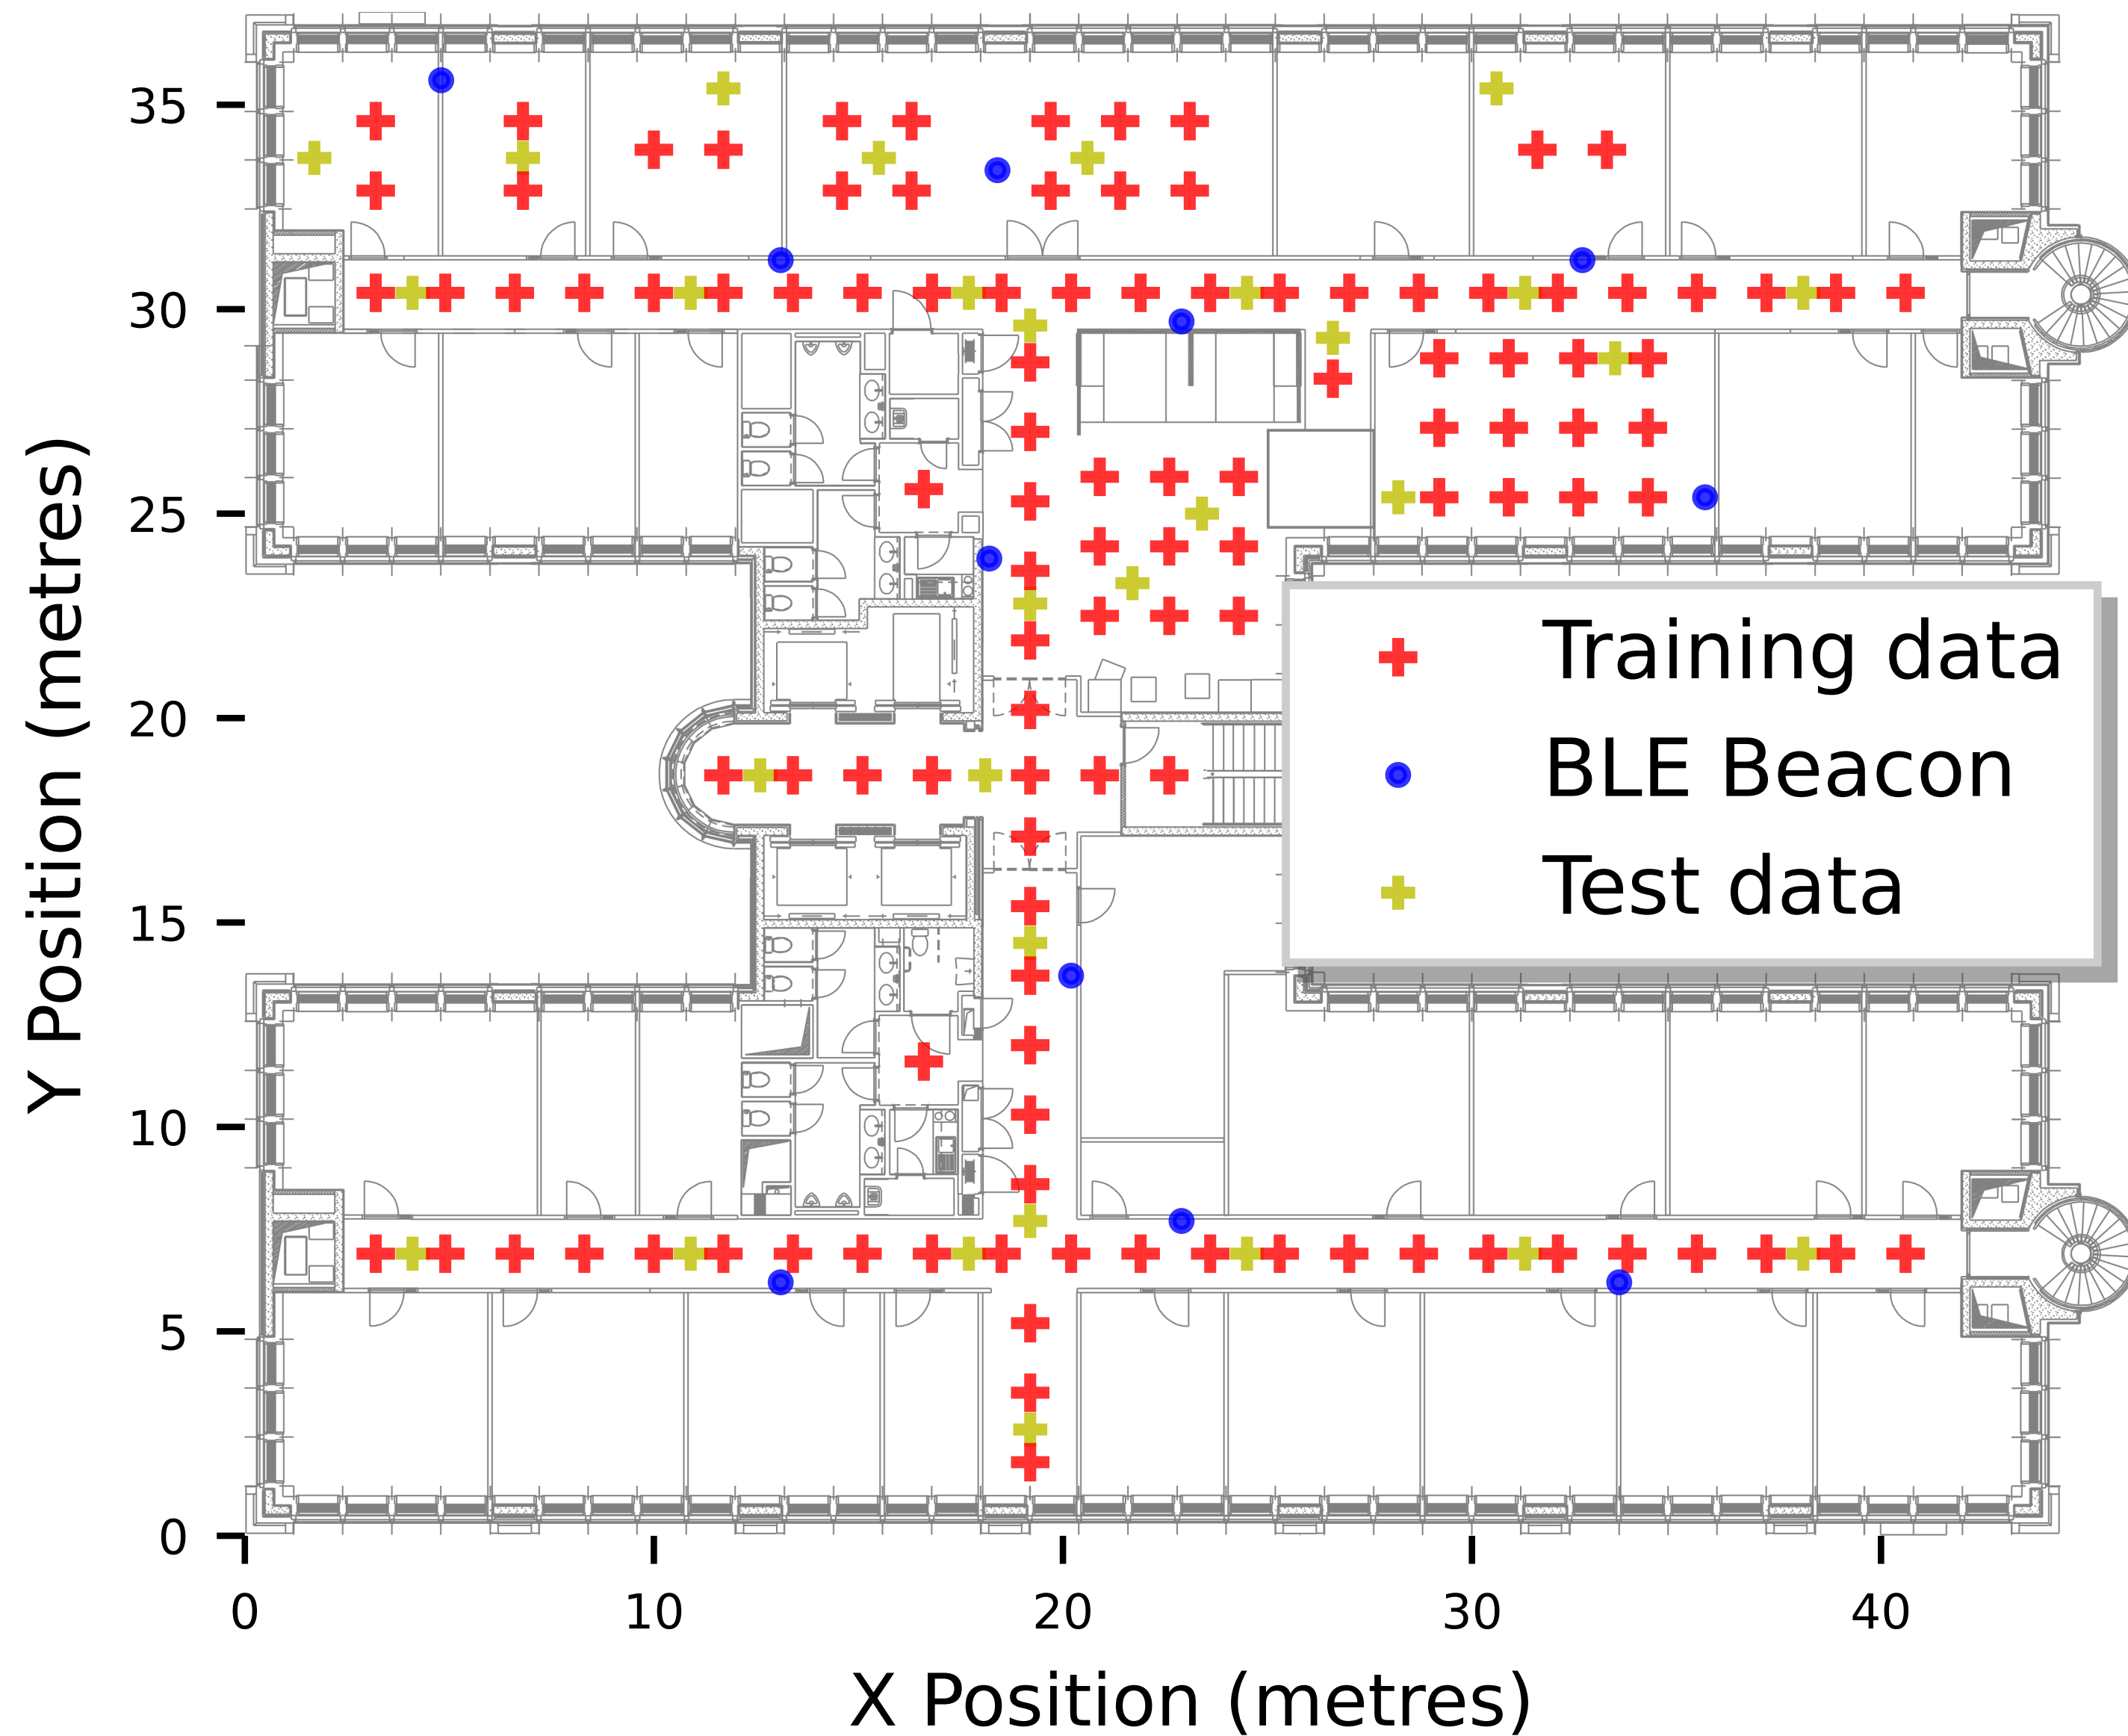 35
30
25
20
15
10
5
0
Y Position (metres)
Training data
BLE Beacon
Test data
0 10 20 30 40
X Position (metres)